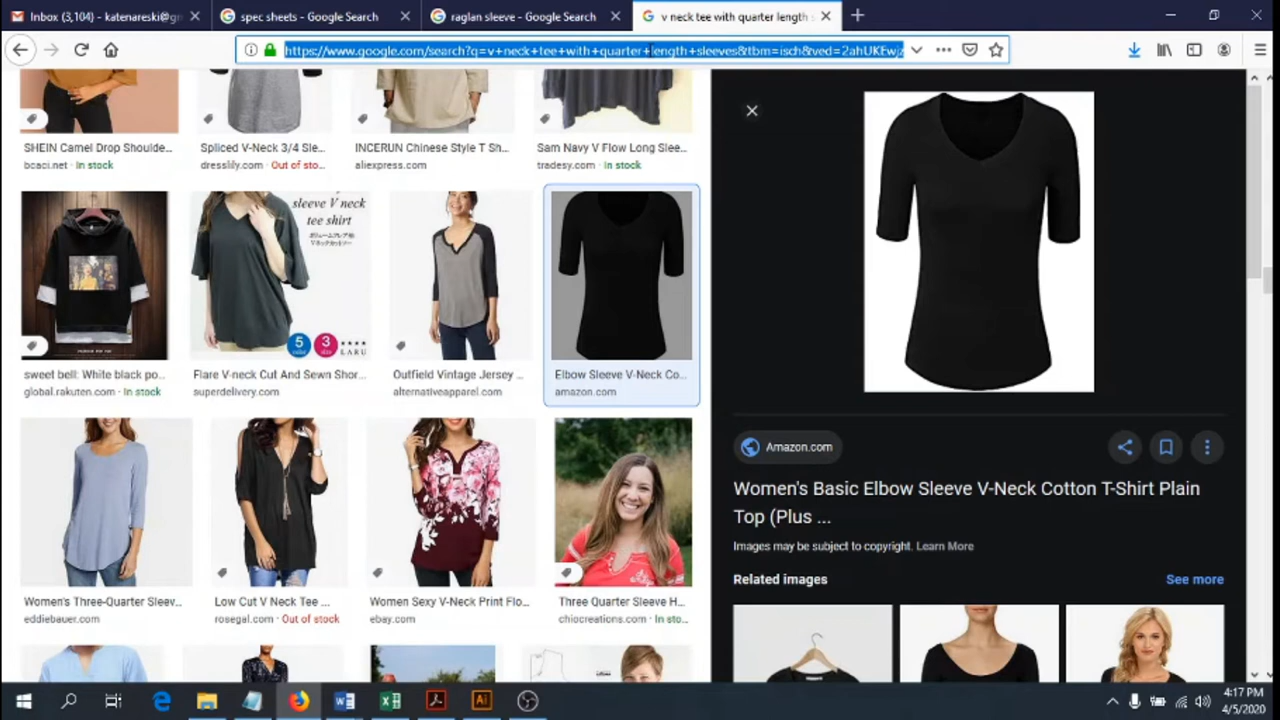 Inbox (3,104) - katenareski@gm
spec sheets - Google Search
raglan sleeve - Google Search
v neck tee with quarter length s
https://www.google.com/search?q=v+neck+tee+with+quarter+length+sleeves&tbm=isch&ved=2ahUKEwjz
SHEIN Camel Drop Shoulde...
bcaci.net · In stock
Spliced V-Neck 3/4 Sle...
dresslily.com · Out of sto...
INCERUN Chinese Style T Sh...
aliexpress.com
Sam Navy V Flow Long Slee...
tradesy.com · In stock
sleeve V neck
tee shirt
5
3
LARU
sweet bell: White black po...
global.rakuten.com · In stock
Flare V-neck Cut And Sewn Shor...
superdelivery.com
Outfield Vintage Jersey ...
alternativeapparel.com
Elbow Sleeve V-Neck Co...
amazon.com
Women's Three-Quarter Sleev...
eddiebauer.com
Low Cut V Neck Tee ...
rosegal.com · Out of stock
Women Sexy V-Neck Print Flo...
ebay.com
Three Quarter Sleeve H...
chiocreations.com · In sto...
Amazon.com
Women's Basic Elbow Sleeve V-Neck Cotton T-Shirt Plain
Top (Plus ...
Images may be subject to copyright. Learn More
Related images
See more
4:17 PM
4/5/2020